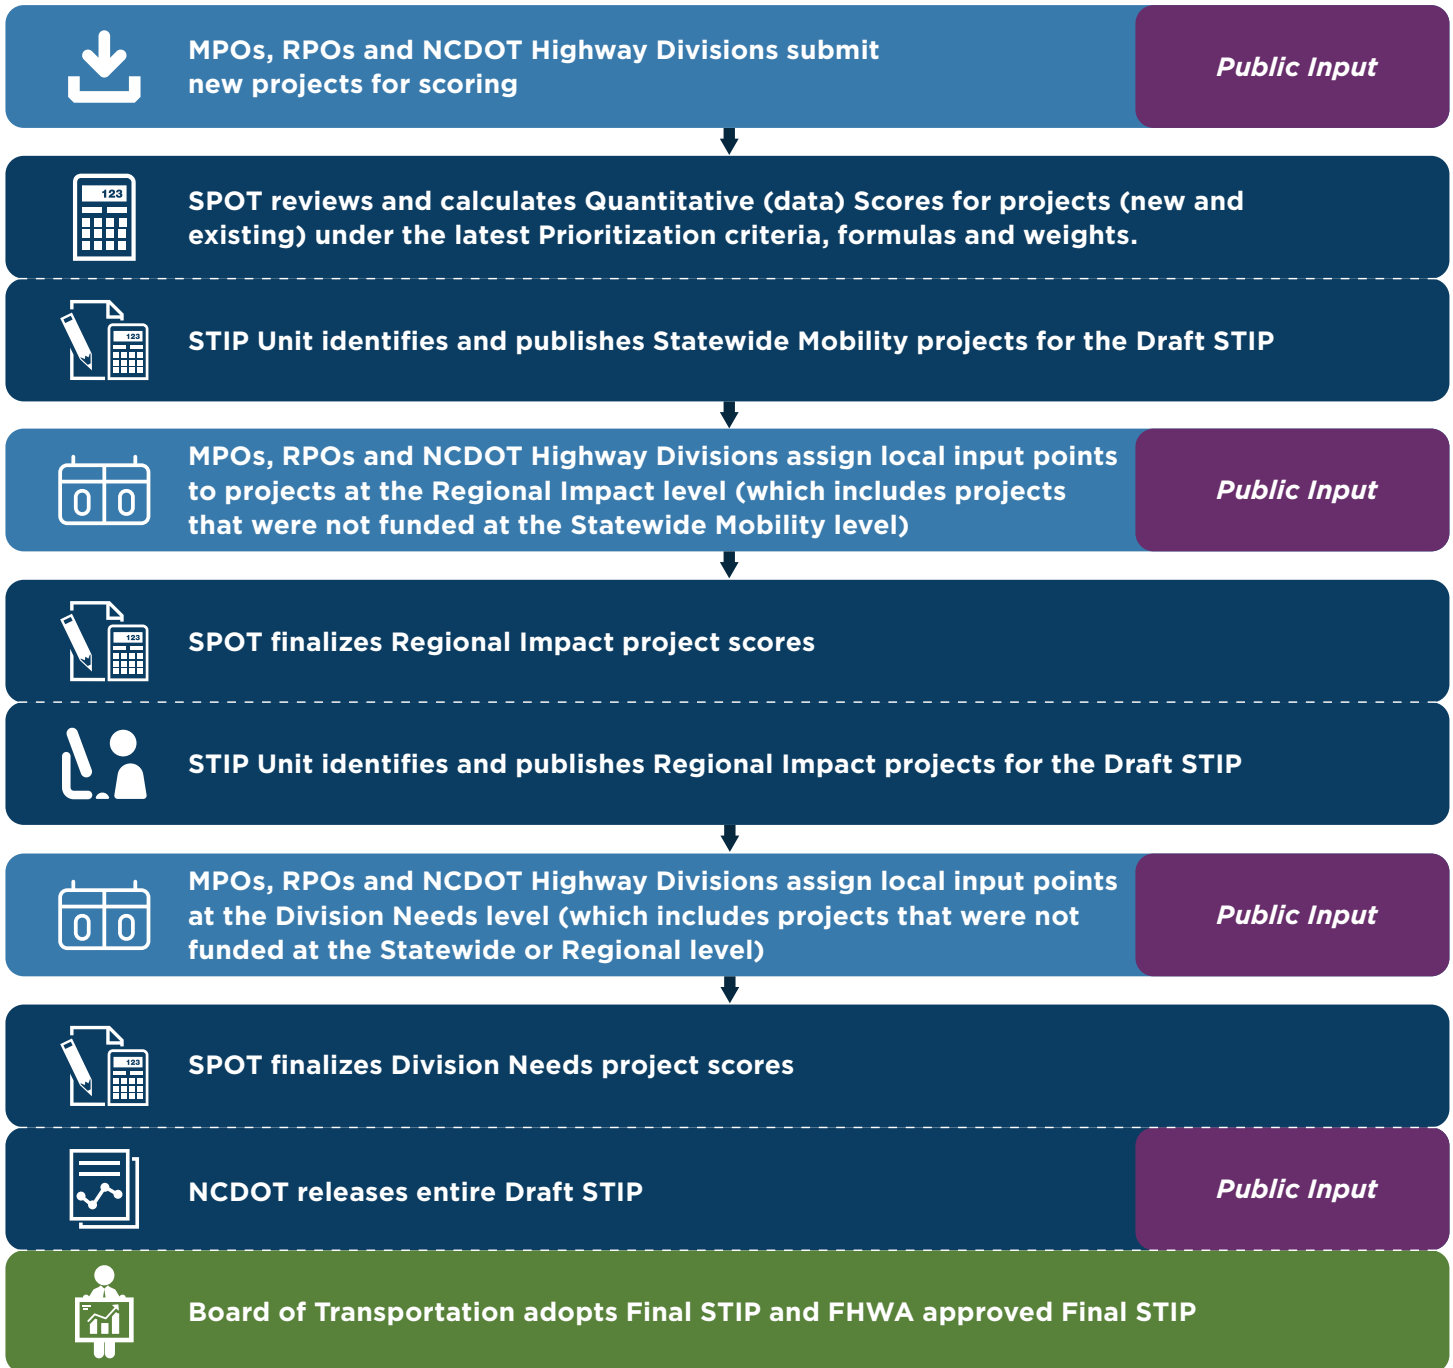 MPOs, RPOs and NCDOT Highway Divisions submit
new projects for scoring
Public Input
123
SPOT reviews and calculates Quantitative (data) Scores for projects (new and
existing) under the latest Prioritization criteria, formulas and weights.
123
STIP Unit identifies and publishes Statewide Mobility projects for the Draft STIP
0 0
MPOs, RPOs and NCDOT Highway Divisions assign local input points
to projects at the Regional Impact level (which includes projects
that were not funded at the Statewide Mobility level)
Public Input
123
SPOT finalizes Regional Impact project scores
STIP Unit identifies and publishes Regional Impact projects for the Draft STIP
0 0
MPOs, RPOs and NCDOT Highway Divisions assign local input points
at the Division Needs level (which includes projects that were not
funded at the Statewide or Regional level)
Public Input
123
SPOT finalizes Division Needs project scores
NCDOT releases entire Draft STIP
Public Input
Board of Transportation adopts Final STIP and FHWA approved Final STIP